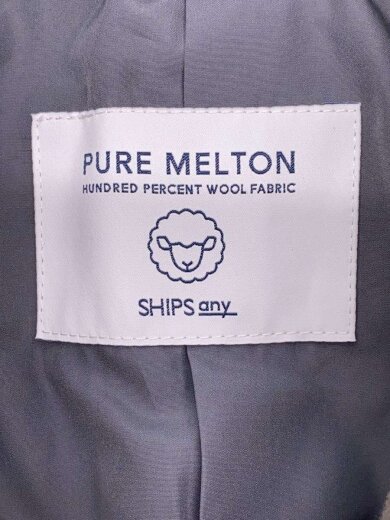 PURE MELTON
HUNDRED PERCENT WOOL FABRIC
SHIPS any